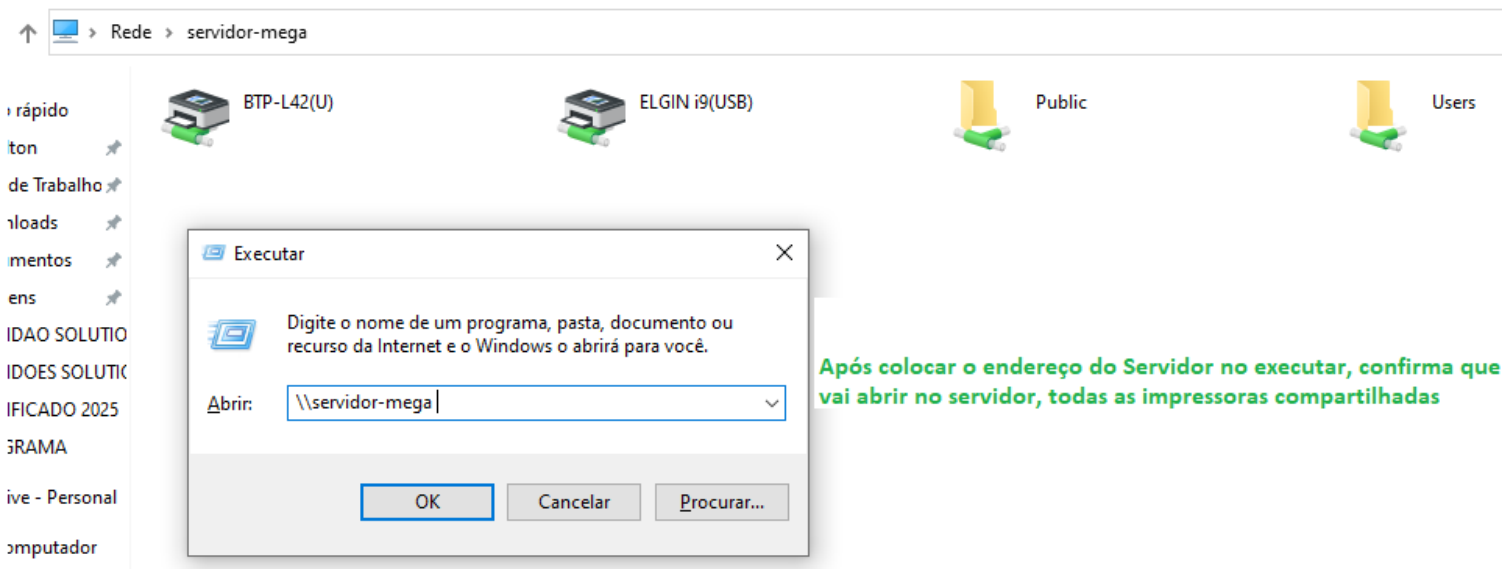 Rede > servidor-mega
rápido
BTP-L42(U)
ELGIN i9(USB)
Public
Users
lton
de Trabalho
nloads
mentos
ens
IDAO SOLUTIO
IDOES SOLUTIC
IFICADO 2025
GRAMA
ive - Personal
omputador
Executar
Digite o nome de um programa, pasta, documento ou
recurso da Internet e o Windows o abrirá para você.
Abrir:
\\servidor-mega
OK
Cancelar
Procurar...
Após colocar o endereço do Servidor no executar, confirma que
vai abrir no servidor, todas as impressoras compartilhadas